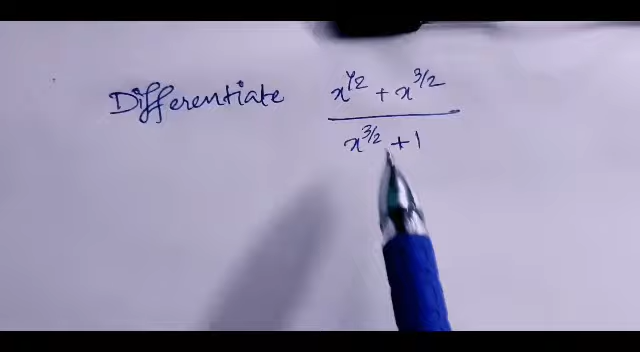 Differentiate x^1/2 + x^3/2
x^3/2 + 1